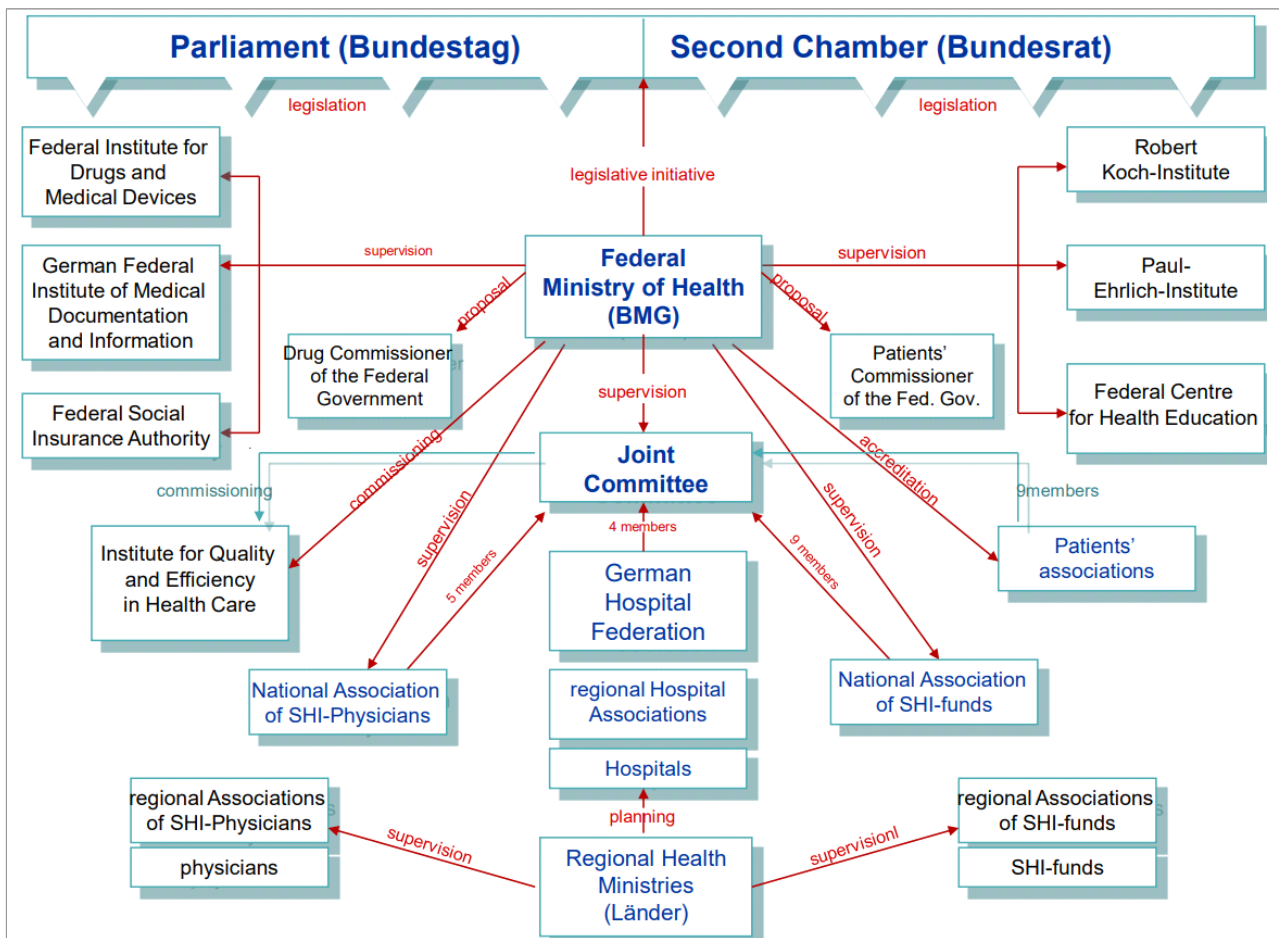 Parliament (Bundestag)
Second Chamber (Bundesrat)
legislation
legislation
Federal Institute for
Drugs and
Medical Devices
legislative initiative
Robert
Koch-Institute
German Federal
Institute of Medical
Documentation
and Information
supervision
Federal
Ministry of Health
(BMG)
supervision
Paul-
Ehrlich-Institute
proposal
proposal
Drug Commissioner
of the Federal
Government
Patients'
Commissioner
of the Fed. Gov.
Federal Social
Insurance Authority
supervision
Federal Centre
for Health Education
commissioning
commissioning
supervision
Joint
Committee
supervision
accreditation
9members
Institute for Quality
and Efficiency
in Health Care
5 members
4 members
9 members
Patients'
associations
German
Hospital
Federation
National Association
of SHI-Physicians
regional Hospital
Associations
National Association
of SHI-funds
Hospitals
regional Associations
of SHI-Physicians
physicians
supervision
planning
supervisionl
regional Associations
of SHI-funds
SHI-funds
Regional Health
Ministries
(Länder)